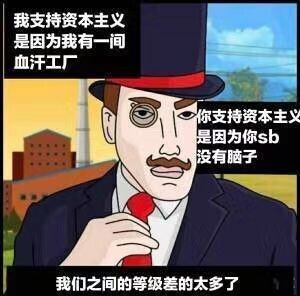 我支持资本主义
是因为我有一间
血汗工厂
你支持资本主义
是因为你sb
没有脑子
我们之间的等级差的太多了